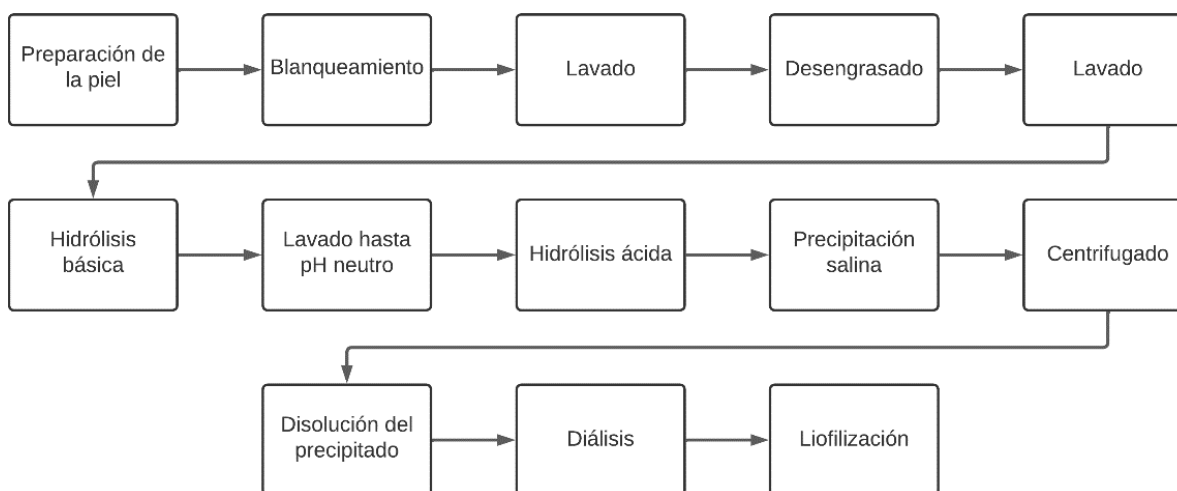 Preparación de
la piel
Blanqueamiento
Lavado
Desengrasado
Lavado
Hidrólisis
básica
Lavado hasta
pH neutro
Hidrólisis ácida
Precipitación
salina
Centrifugado
Disolución del
precipitado
Diálisis
Liofilización